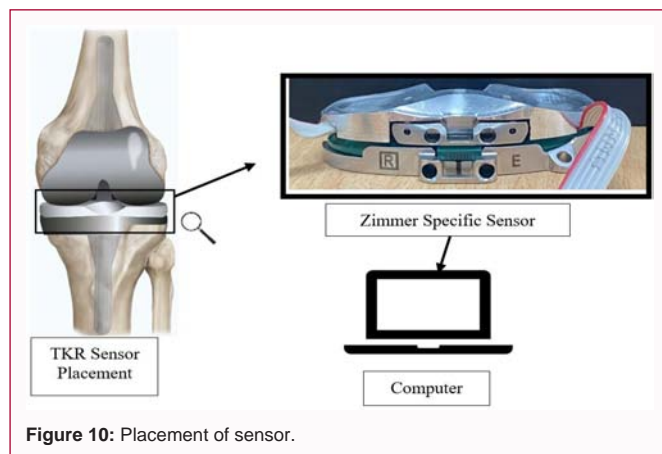 R E
Zimmer Specific Sensor
TKR Sensor
Placement
Computer
Figure 10: Placement of sensor.